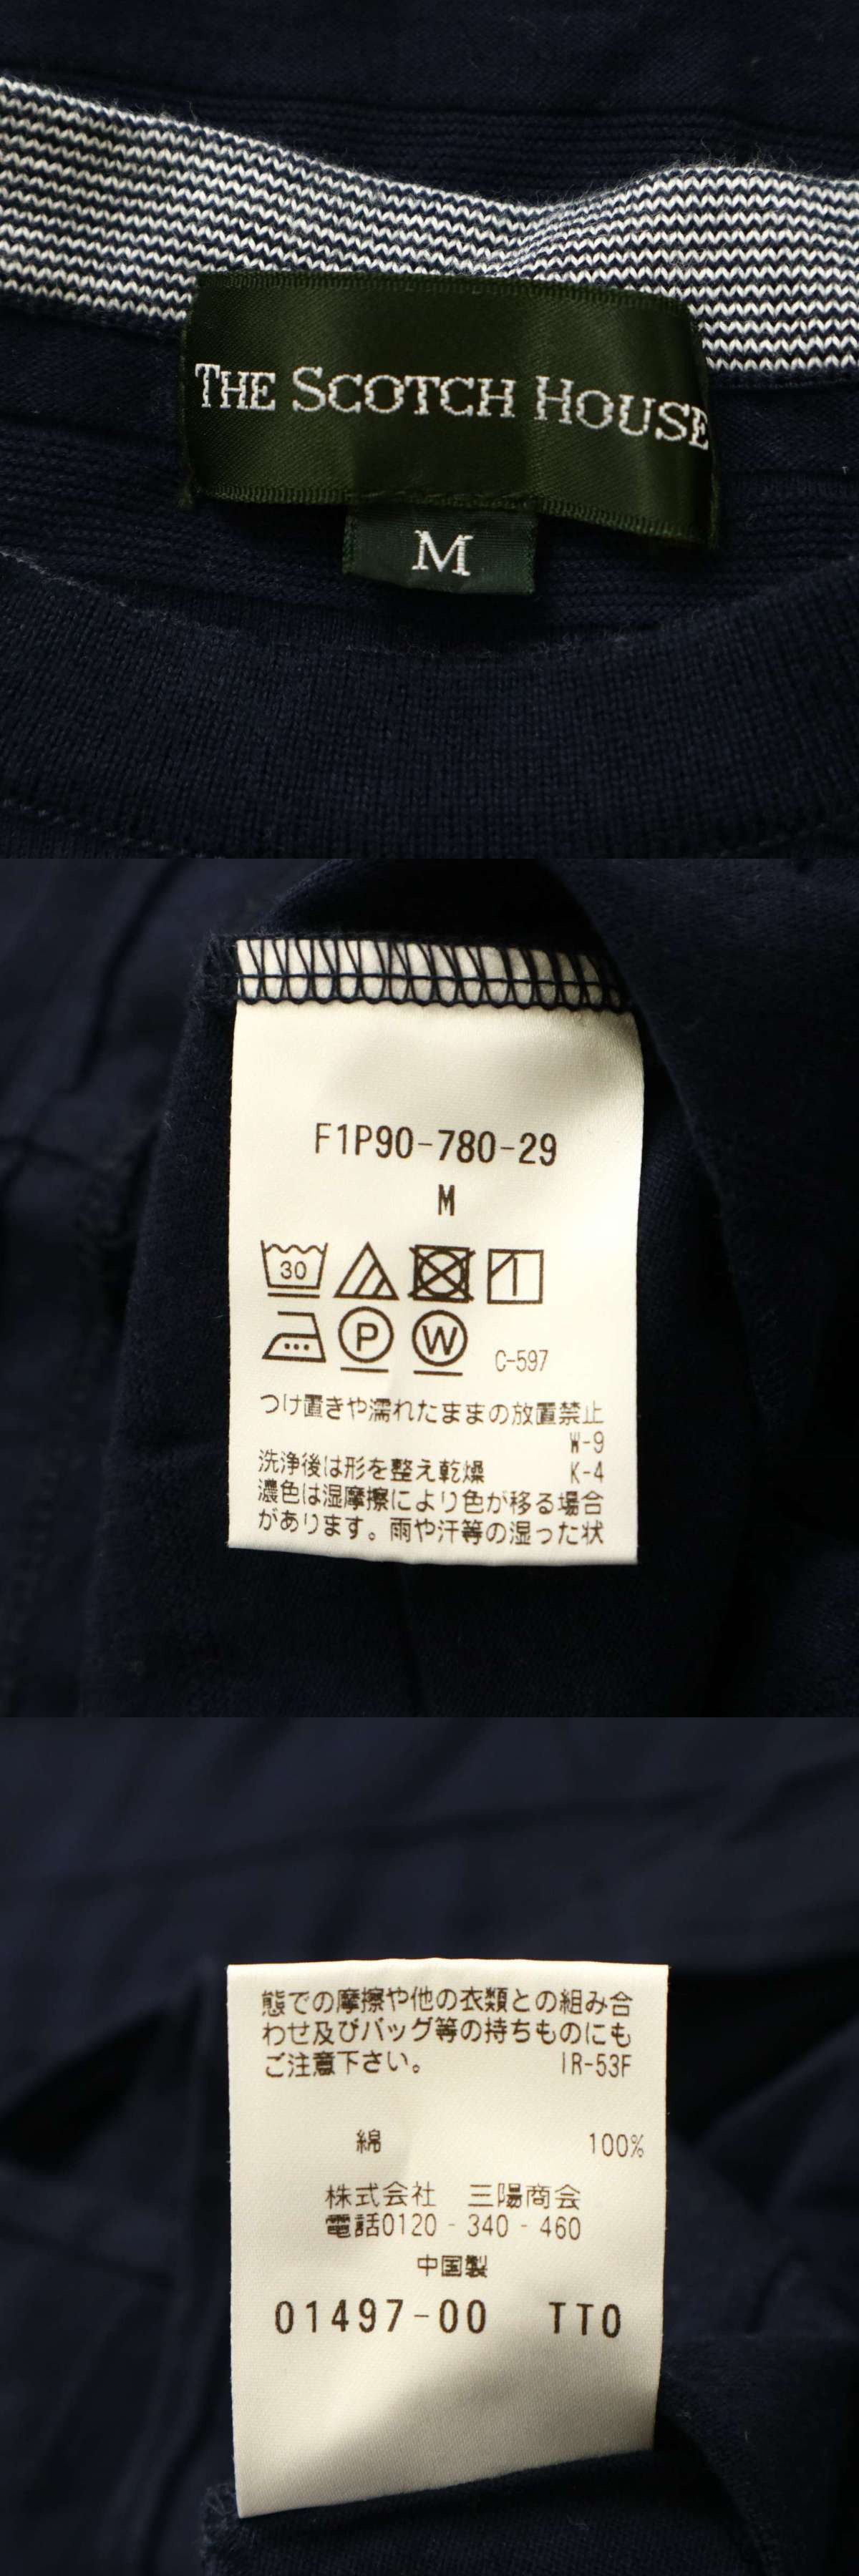 THE SCOTCH HOUSE
M
F1P90-780-29
M
30
P W C-597
つけ置きや濡れたままの放置禁止
W-9
洗浄後は形を整え乾燥 K-4
濃色は湿摩擦により色が移る場合
があります。雨や汗等の湿った状
態での摩擦や他の衣類との組み合
わせ及びバッグ等の持ちものにも
ご注意下さい。 IR-53F
綿 100%
株式会社 三陽商会
電話0120-340-460
中国製
01497-00 TTO